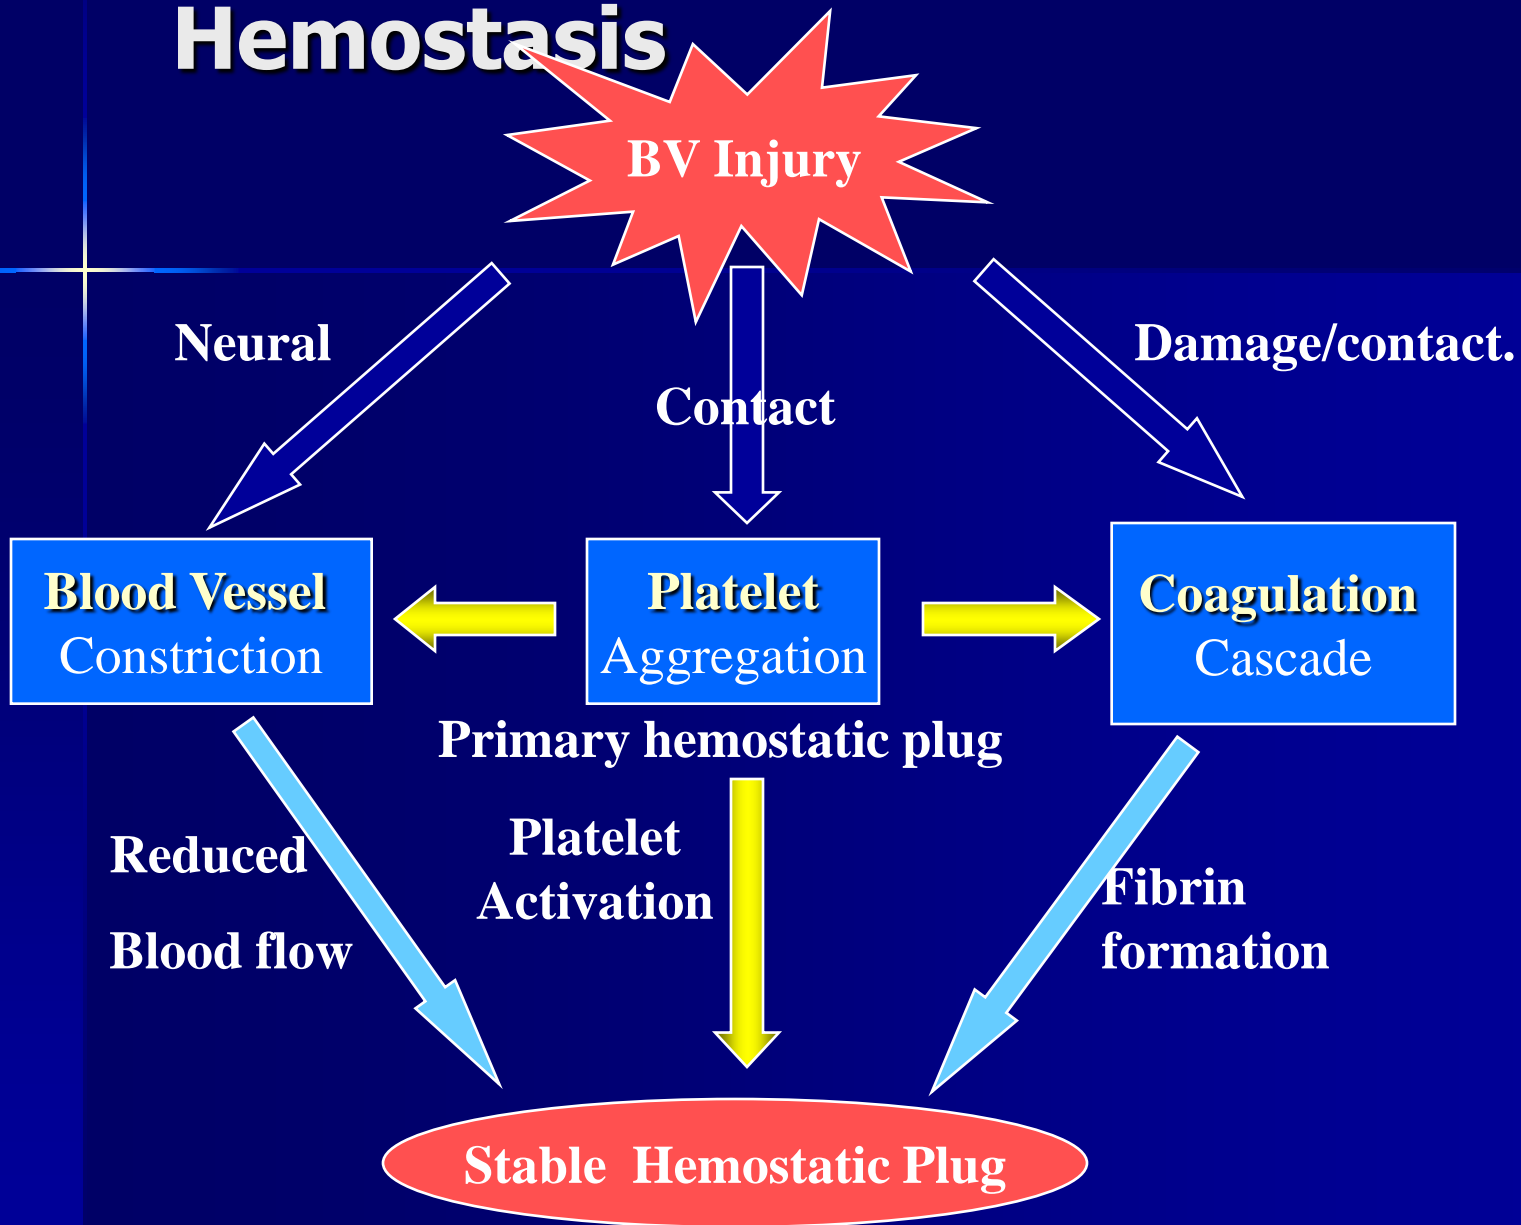 Hemostasis
BV Injury
Neural
Damage/contact.
Contact
Blood Vessel
Constriction
Platelet
Aggregation
Coagulation
Cascade
Primary hemostatic plug
Reduced
Blood flow
Platelet
Activation
Fibrin
formation
Stable Hemostatic Plug